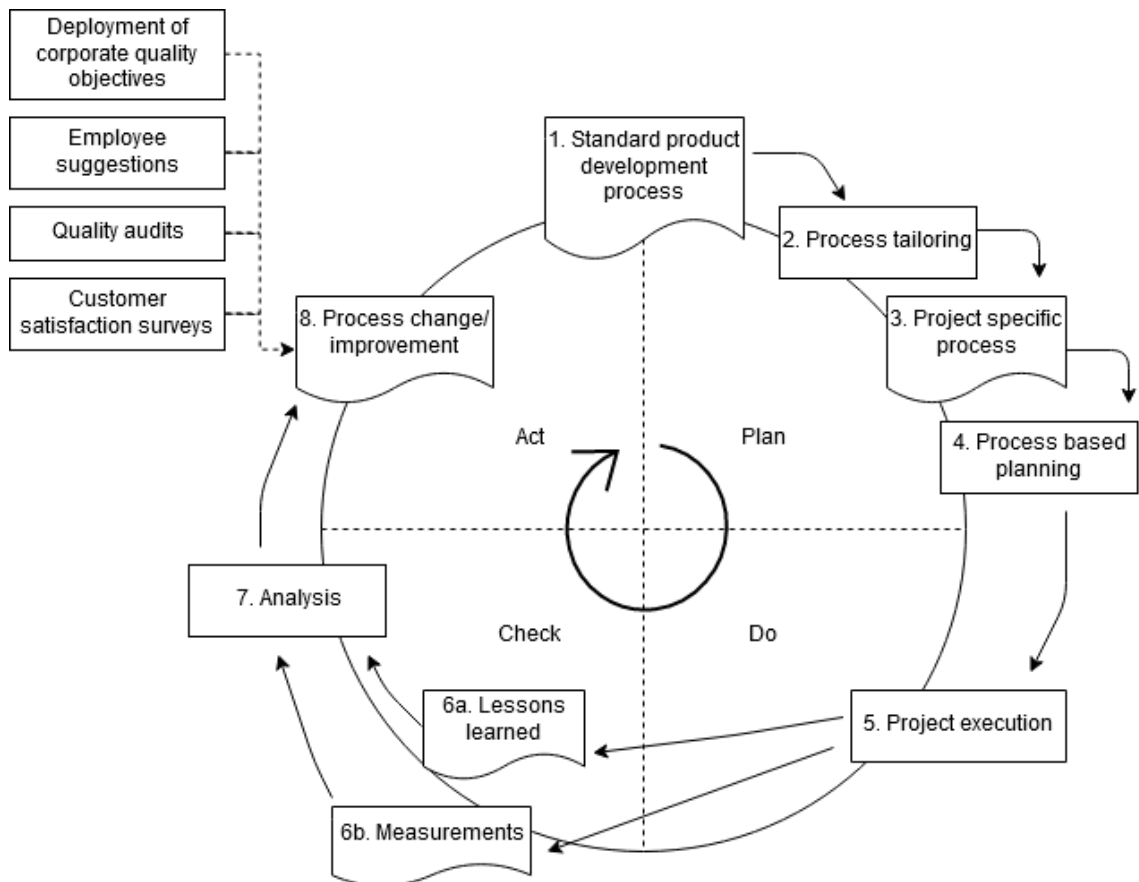 Deployment of
corporate quality
objectives
Employee
suggestions
Quality audits
Customer
satisfaction surveys
1. Standard product
development
process
2. Process tailoring
3. Project specific
process
4. Process based
planning
8. Process change/
improvement
Act
Plan
Check
Do
7. Analysis
6a. Lessons
learned
5. Project execution
6b. Measurements